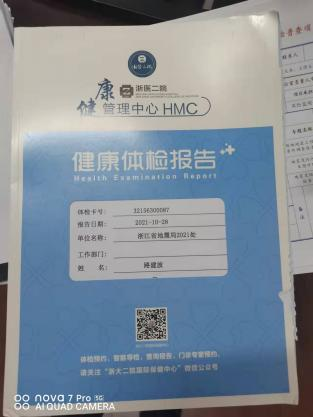 浙医二院
健康管理中心 HMC
健康体检报告
Health Examination Report
体检卡号: 32156300087
报告日期: 2021-10-28
单位名称: 浙江省地震局2021处
工作部门:
姓 名:
体检预约、智能导检、查询报告、门诊专家预约,
请关注“浙大二院国际保健中心”微信公众号
nova 7 Pro 5G
AI QUAD CAMERA